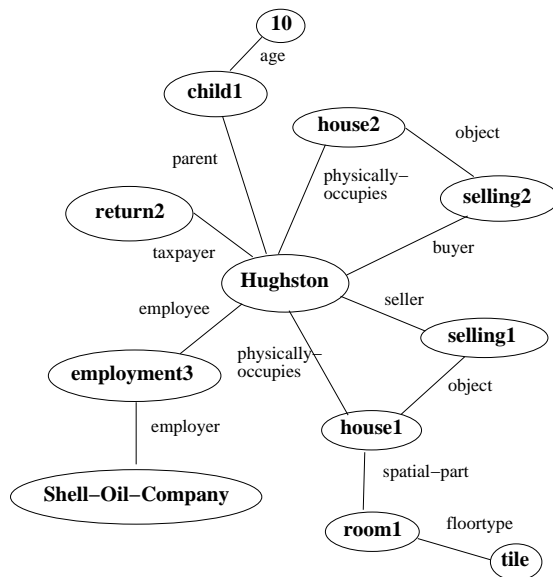 10
age
child1
house2
object
parent
physically−
occupies
selling2
return2
taxpayer
buyer
Hughston
employee
seller
physically−
occupies
selling1
employment3
object
employer
house1
spatial−part
Shell−Oil−Company
room1
floortype
tile